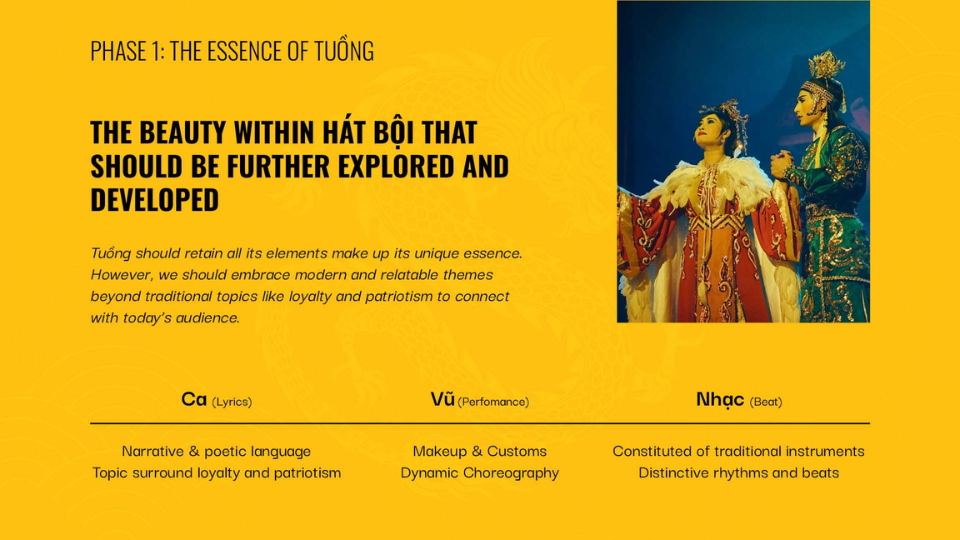 PHASE 1: THE ESSENCE OF TUỒNG
THE BEAUTY WITHIN HÁT BỘI THAT
SHOULD BE FURTHER EXPLORED AND
DEVELOPED
Tuồng should retain all its elements make up its unique essence.
However, we should embrace modern and relatable themes
beyond traditional topics like loyalty and patriotism to connect
with today's audience.
Ca (Lyrics)
Vũ (Perfomance)
Nhạc (Beat)
Narrative & poetic language
Topic surround loyalty and patriotism
Makeup & Customs
Dynamic Choreography
Constituted of traditional instruments
Distinctive rhythms and beats